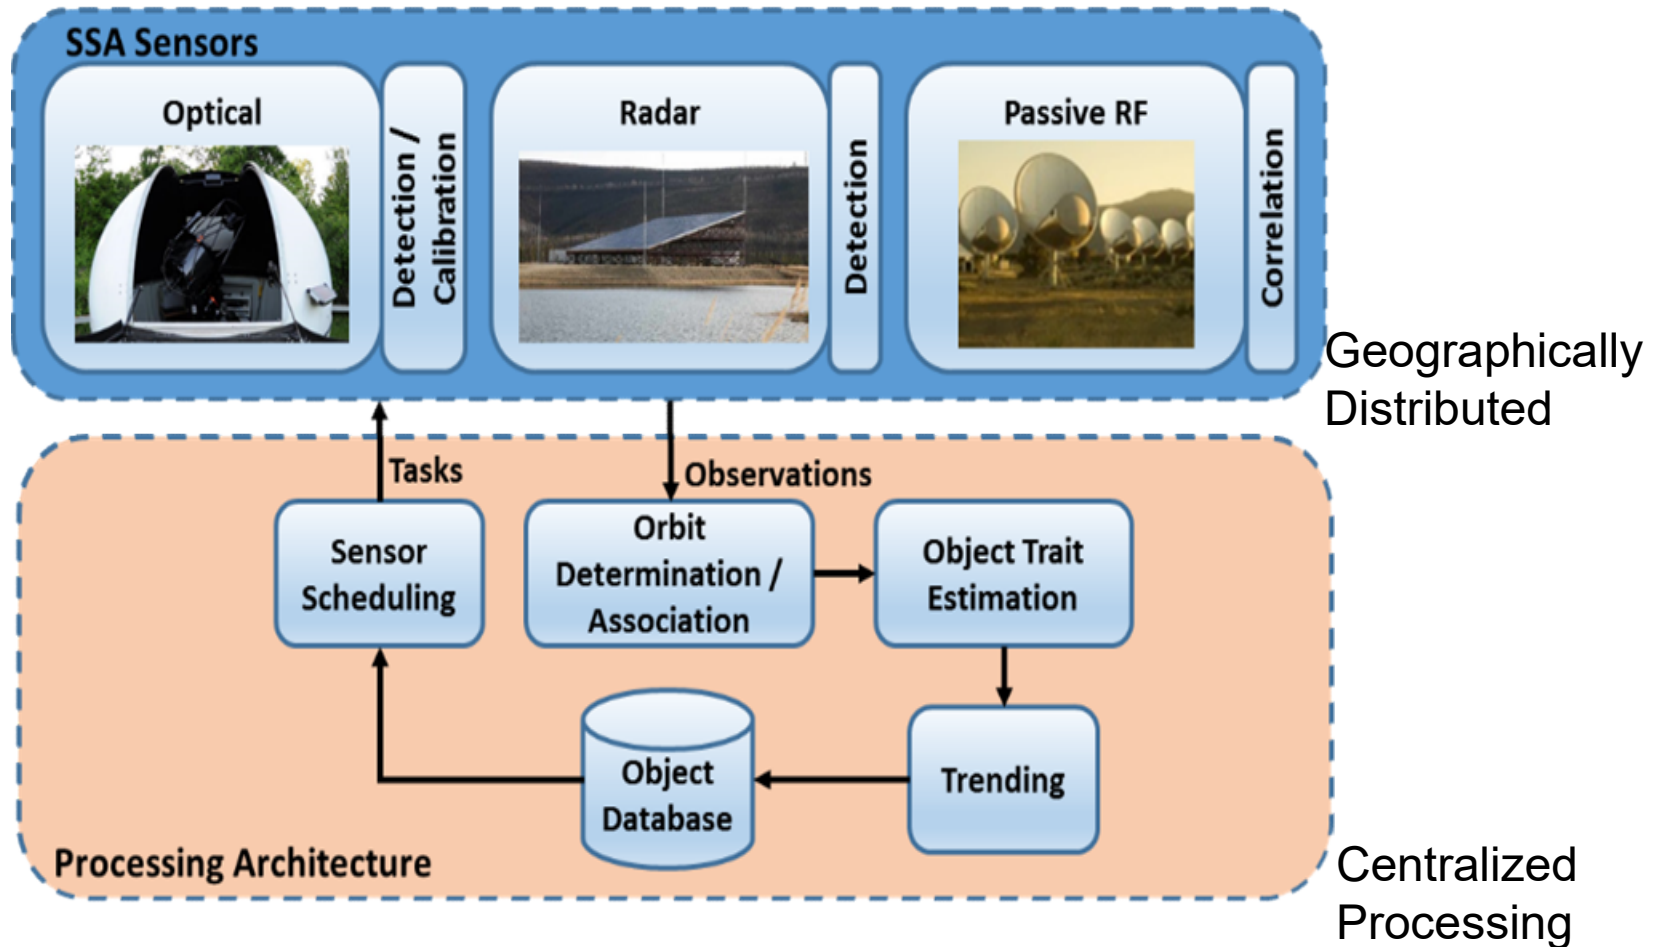 SSA Sensors
Optical
Detection /
Calibration
Radar
Detection
Passive RF
Correlation
Geographically
Distributed
Tasks
Observations
Sensor
Scheduling
Orbit
Determination /
Association
Object Trait
Estimation
Object
Database
Trending
Processing Architecture
Centralized
Processing